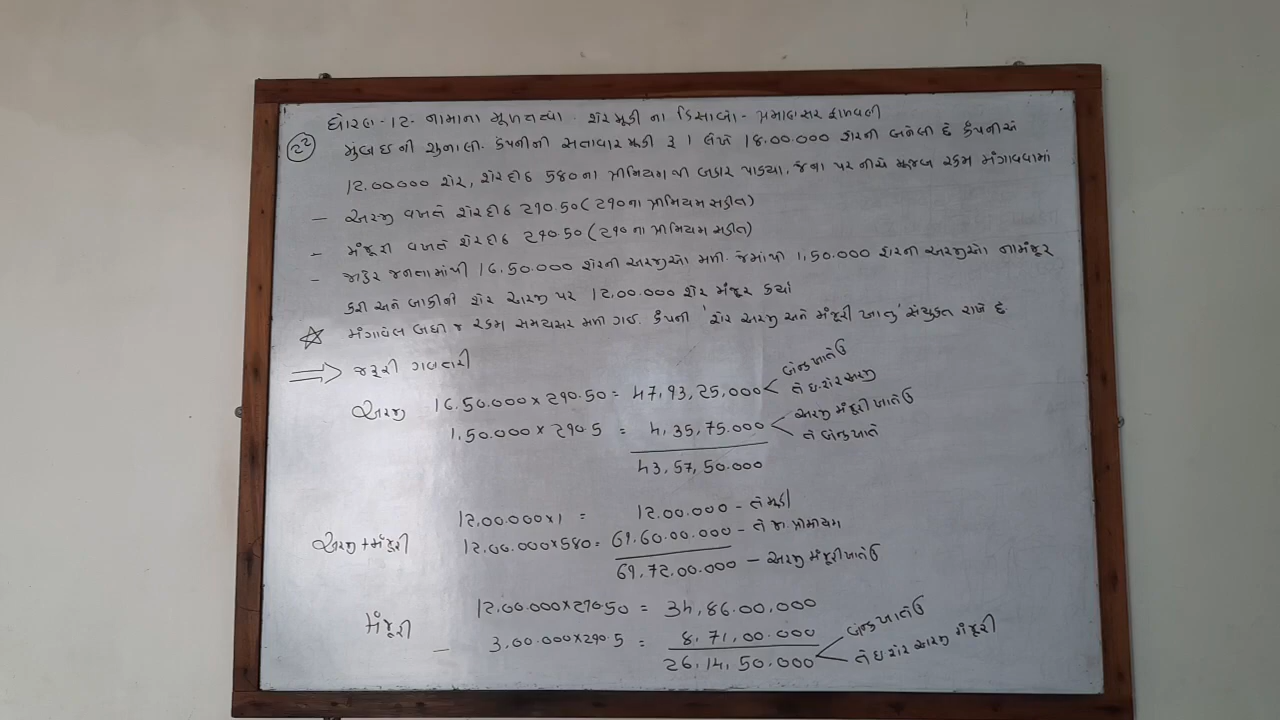 ધોરણ-12. નામાના મૂળતત્વો. શેર મૂડી ના હિસાબો - પ્રમાણસર ફાળવણી
22 મુંબઇ ની સુનાલી. કંપનીની સત્તાવાર મૂડી રૂ 1 લેખે 18.00.000 શેરની બનેલી છે કંપનીએ
12.00000 શેર, શેરદીઠ 580ના પ્રીમિયમથી બહાર પાડયા, જેના પર નીચે મુજબ રકમ મંગાવવામાં
- અરજી વખતે શેરદીઠ 290.50 (290ના પ્રીમિયમ સહીત)
- મંજૂરી વખતે શેરદીઠ 290.50 (290 ના પ્રીમિયમ સહીત)
- જાહેર જનતામાંથી 16.50.000 શેરની અરજીઓ મળી. જેમાંથી 1,50.000 શેરની અરજીઓ નામંજૂર
કરી અને બાકીની શેર અરજી પર 12,00.000 શેર મંજૂર કર્યા
☆ મંગાવેલ બધી જ રકમ સમયસર મળી ગઇ. કંપની 'શેર અરજી અને મંજૂરી ખાતુ' સંયુક્ત રાખે છે
⇒ જરૂરી ગણતરી
અરજી 16.50.000 × 290.50 = 47,93,25,000 < બેન્ક ખાતે ઉ
તે ઇ. શેર અરજી
1.50.000 × 290.5 = 4,35,75.000 < અરજી મંજૂરી ખાતે ઉ
તે બેન્ક ખાતે
43,57,50.000
12.00.000×1 = 12.00.000 - તે મૂડી
અરજી +મંજૂરી 12.00.000×580 = 69.60.00.000 - તે જા. પ્રીમીયમ
69,72.00.000 - અરજી મંજૂરી ખાતે ઉ
મંજૂરી 12.00.000×290.50 = 34,86.00,000
- 3,00.000×290.5 = 8,71,00.000
26,14,50,000 < બેન્ક ખાતે ઉ
તે ઇ શેર અરજી મંજૂરી